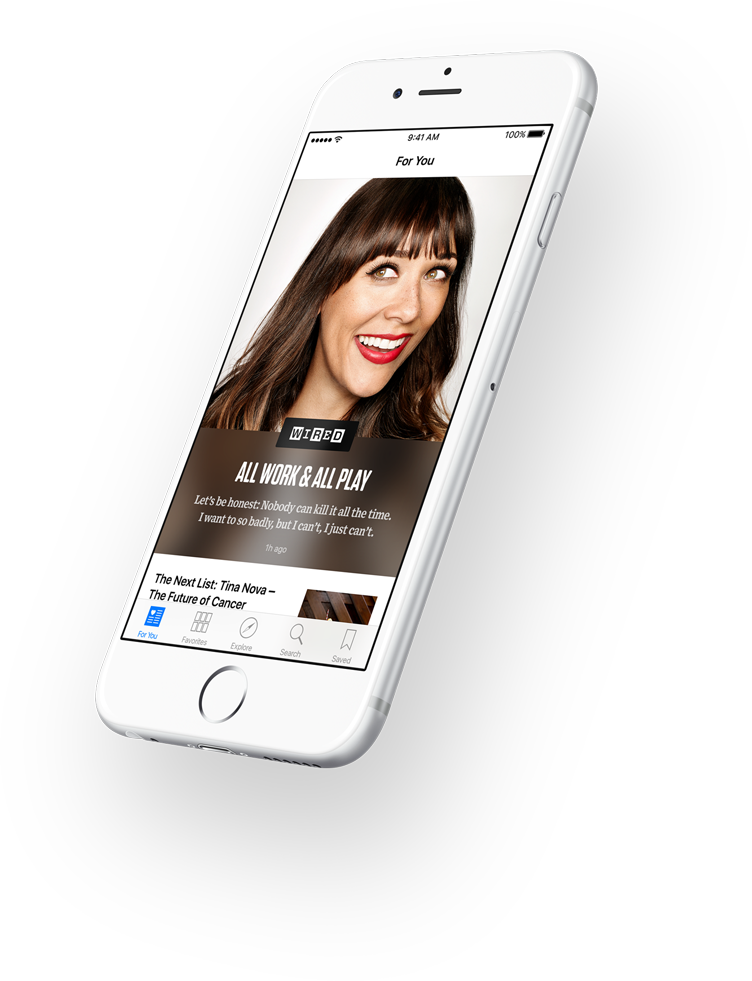 9:41 AM
100%
For You
WIRED
ALL WORK & ALL PLAY
Let's be honest: Nobody can kill it all the time.
I want to so badly, but I can't, I just can't.
1h ago
The Next List: Tina Nova —
The Future of Cancer
For You
Favorites
Explore
Search
Saved